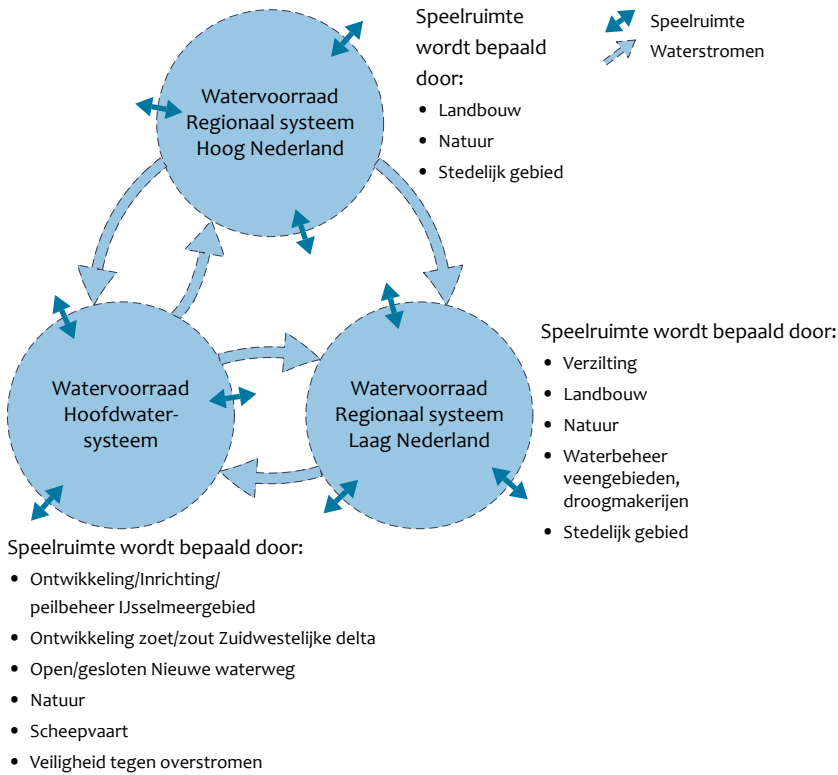 Speelruimte
wordt bepaald
door:
• Landbouw
• Natuur
• Stedelijk gebied
Speelruimte
Waterstromen
Watervoorraad
Regionaal systeem
Hoog Nederland
Watervoorraad
Hoofdwater-
systeem
Watervoorraad
Regionaal systeem
Laag Nederland
Speelruimte wordt bepaald door:
• Verzilting
• Landbouw
• Natuur
• Waterbeheer
veengebieden,
droogmakerijen
• Stedelijk gebied
Speelruimte wordt bepaald door:
• Ontwikkeling/Inrichting/
peilbeheer IJsselmeergebied
• Ontwikkeling zoet/zout Zuidwestelijke delta
• Open/gesloten Nieuwe waterweg
• Natuur
• Scheepvaart
• Veiligheid tegen overstromen